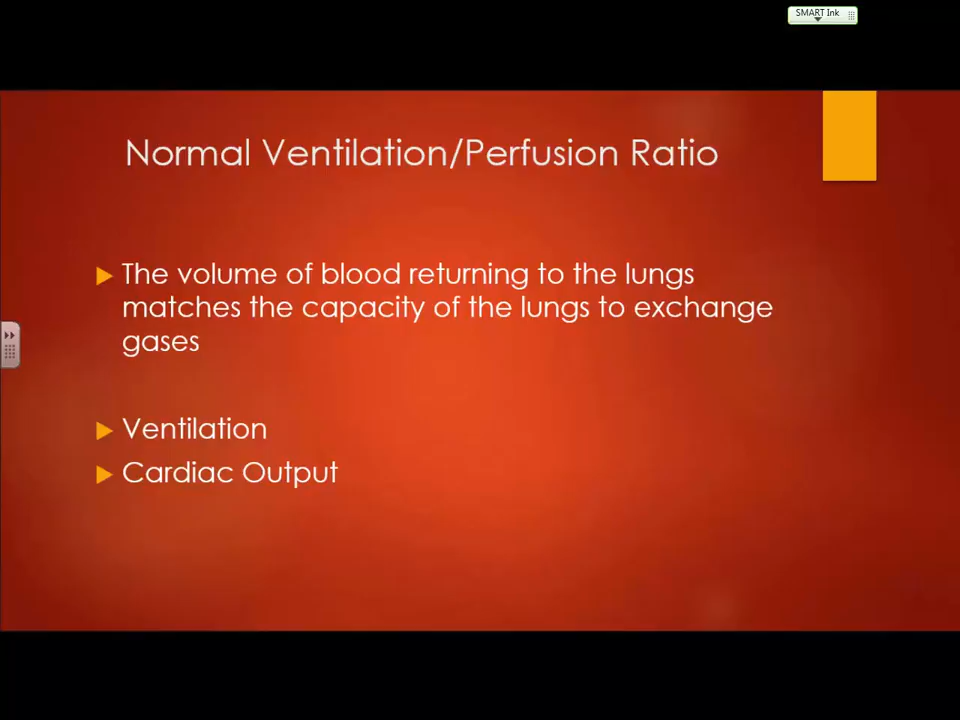 SMART Ink
Normal Ventilation/Perfusion Ratio
The volume of blood returning to the lungs
matches the capacity of the lungs to exchange
gases
Ventilation
Cardiac Output